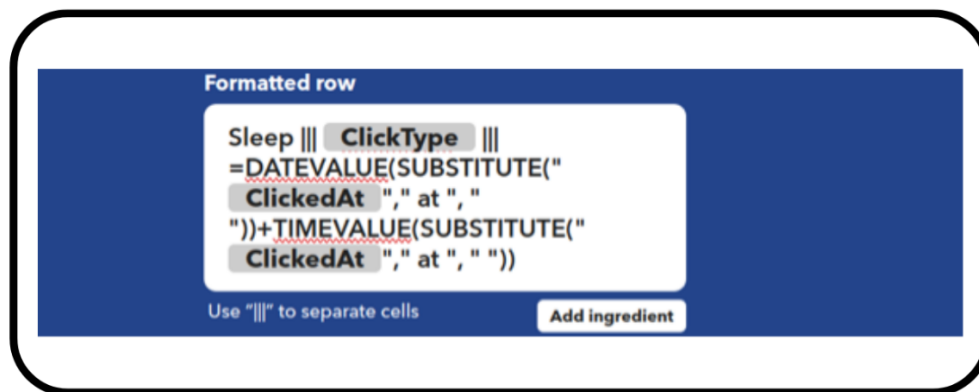 Formatted row
Sleep ||| ClickType |||
=DATEVALUE(SUBSTITUTE("
ClickedAt "," at ", "
"))+TIMEVALUE(SUBSTITUTE("
ClickedAt "," at ", " "))
Use "|||" to separate cells
Add ingredient